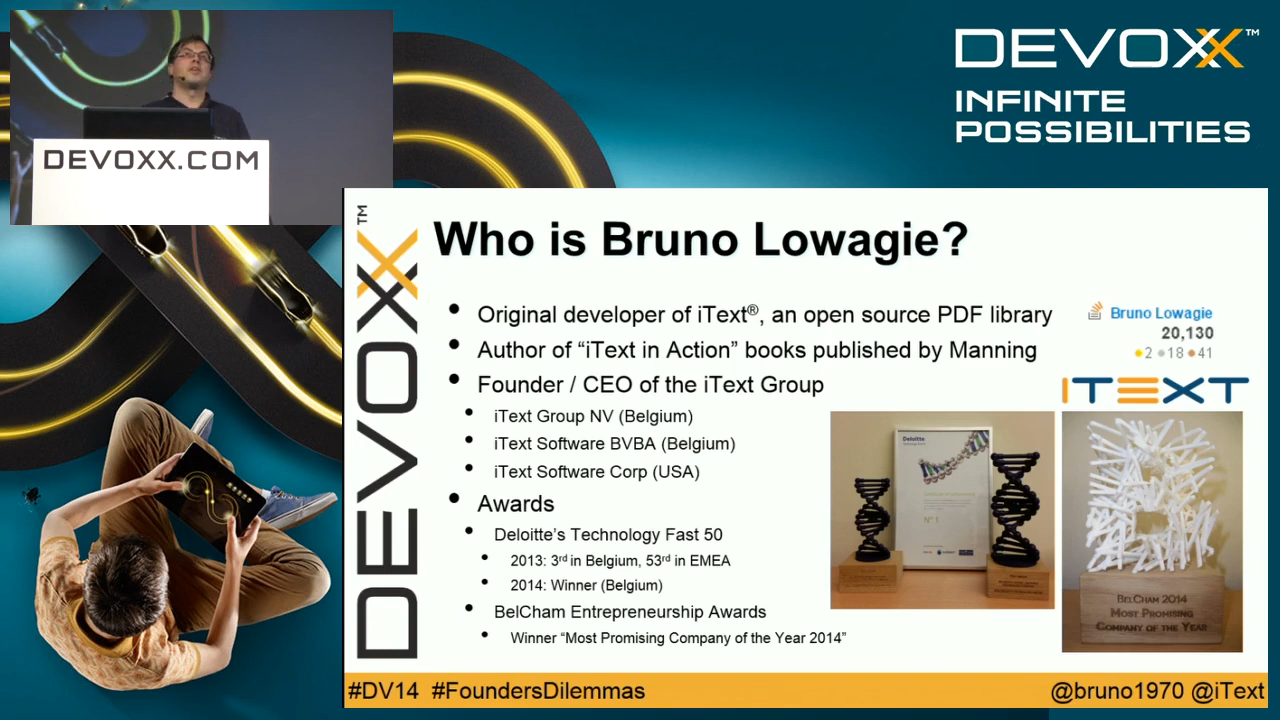 DEVOXX™
INFINITE
POSSIBILITIES
DEVOXX.COM
DEVOXX™
Who is Bruno Lowagie?
• Original developer of iText®, an open source PDF library
• Author of “iText in Action” books published by Manning
• Founder / CEO of the iText Group
• iText Group NV (Belgium)
• iText Software BVBA (Belgium)
• iText Software Corp (USA)
• Awards
• Deloitte’s Technology Fast 50
• 2013: 3rd in Belgium, 53rd in EMEA
• 2014: Winner (Belgium)
• BelCham Entrepreneurship Awards
• Winner “Most Promising Company of the Year 2014”
Bruno Lowagie
20,130
2 18 41
ITEXT
Deloitte
N° 1
BELCHAM 2014
MOST PROMISING
COMPANY OF THE YEAR
#DV14 #FoundersDilemmas
@bruno1970 @iText